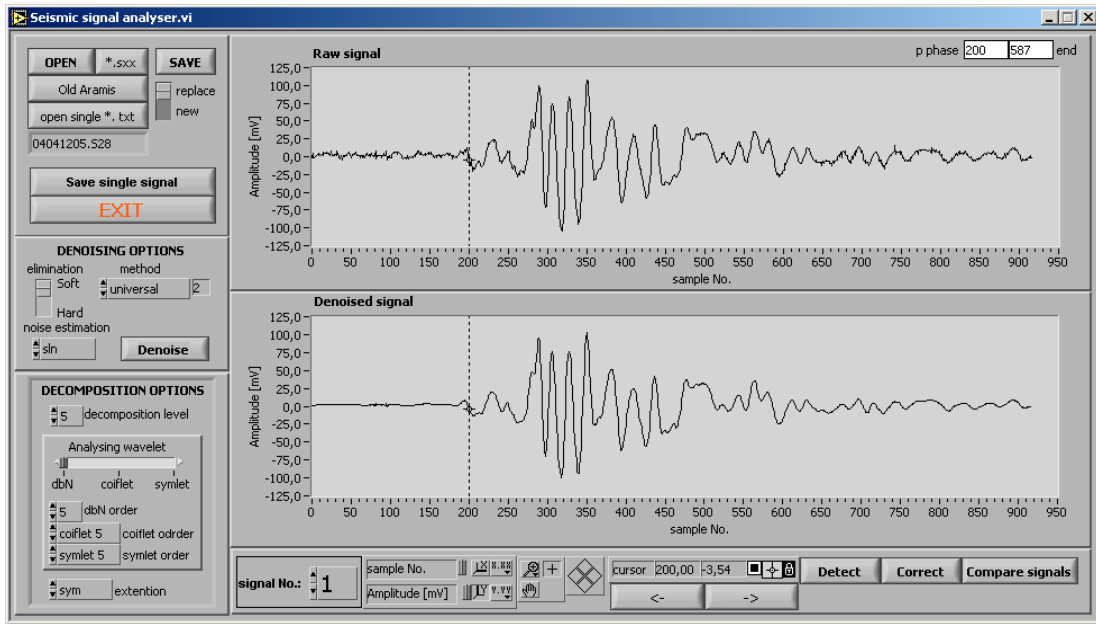 Seismic signal analyser.vi
OPEN *.sxx SAVE
Old Aramis
replace
new
open single *. txt
04041205.S28
Save single signal
EXIT
DENOISING OPTIONS
elimination method
Soft universal 2
Hard
noise estimation
sln Denoise
DECOMPOSITION OPTIONS
5 decomposition level
Analysing wavelet
dbN coiflet symlet
5 dbN order
coiflet 5 coiflet odrder
symlet 5 symlet order
sym extention
Raw signal p phase 200 587 end
Amplitude [mV]
125,0
100,0
75,0
50,0
25,0
0,0
-25,0
-50,0
-75,0
-100,0
-125,0
0 50 100 150 200 250 300 350 400 450 500 550 600 650 700 750 800 850 900 950
sample No.
Denoised signal
Amplitude [mV]
125,0
100,0
75,0
50,0
25,0
0,0
-25,0
-50,0
-75,0
-100,0
-125,0
0 50 100 150 200 250 300 350 400 450 500 550 600 650 700 750 800 850 900 950
sample No.
signal No.: 1
sample No. X X.XX
Amplitude [mV] Y Y.YY
cursor 200,00 -3,54
<- ->
Detect Correct Compare signals